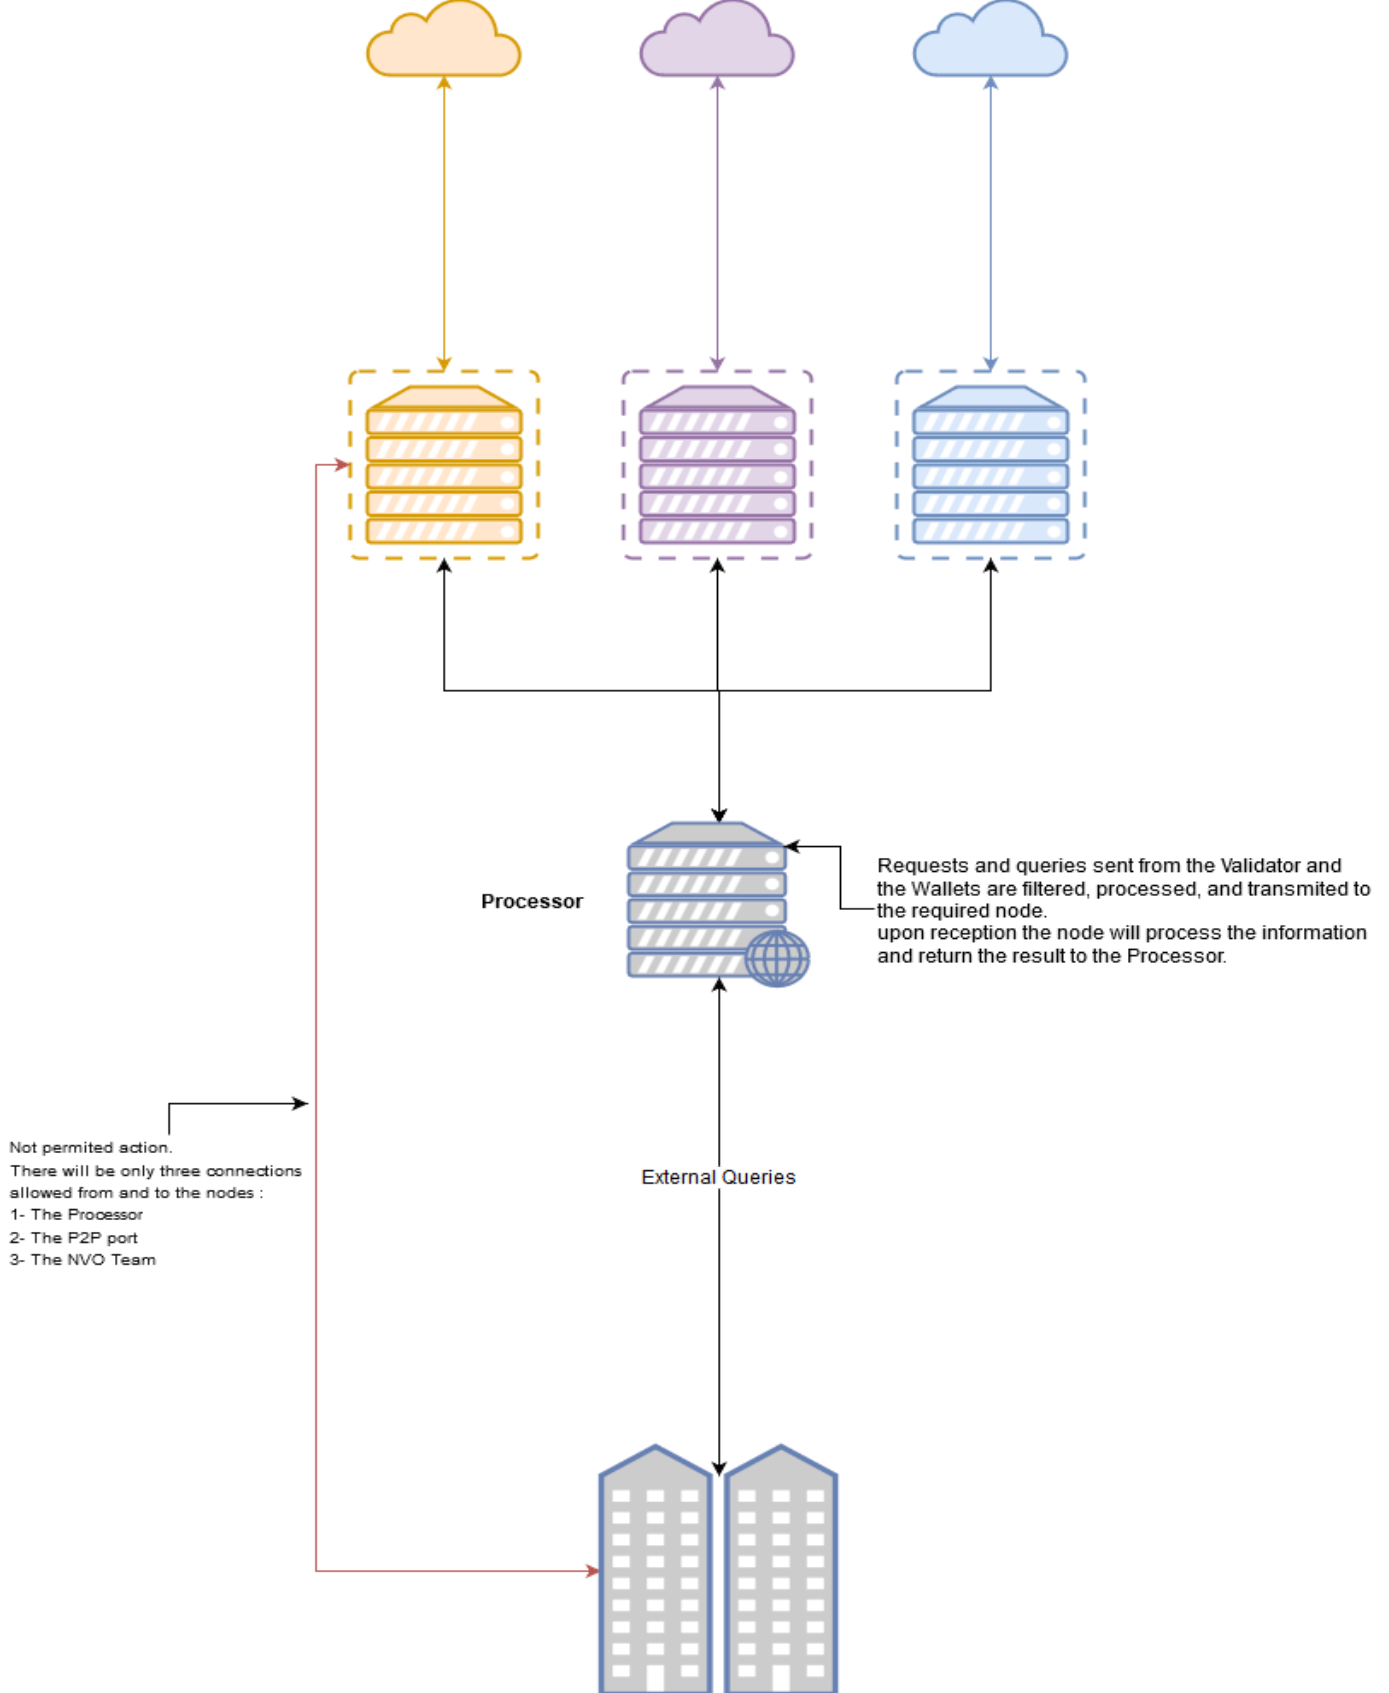 Processor
Requests and queries sent from the Validator and
the Wallets are filtered, processed, and transmited to
the required node.
upon reception the node will process the information
and return the result to the Processor.
Not permited action.
There will be only three connections
allowed from and to the nodes :
1- The Processor
2- The P2P port
3- The NVO Team
External Queries